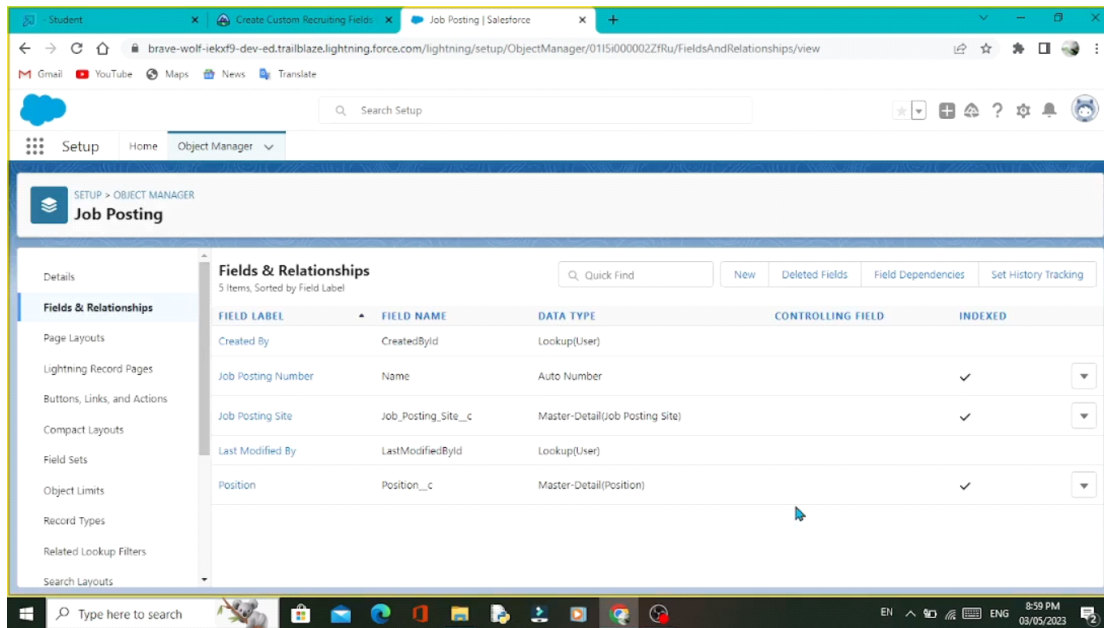 - Student
Create Custom Recruiting Fields
Job Posting | Salesforce
brave-wolf-iekxf9-dev-ed.trailblaze.lightning.force.com/lightning/setup/ObjectManager/01I5i000002ZfRu/FieldsAndRelationships/view
Gmail YouTube Maps News Translate
Search Setup
Setup Home Object Manager
SETUP > OBJECT MANAGER
Job Posting
Details
Fields & Relationships
Page Layouts
Lightning Record Pages
Buttons, Links, and Actions
Compact Layouts
Field Sets
Object Limits
Record Types
Related Lookup Filters
Search Layouts
Fields & Relationships
5 Items, Sorted by Field Label
Quick Find
New Deleted Fields Field Dependencies Set History Tracking
FIELD LABEL FIELD NAME DATA TYPE CONTROLLING FIELD INDEXED
Created By CreatedById Lookup(User)
Job Posting Number Name Auto Number
Job Posting Site Job_Posting_Site__c Master-Detail(Job Posting Site)
Last Modified By LastModifiedById Lookup(User)
Position Position__c Master-Detail(Position)
Type here to search
EN ENG 8:59 PM
03/05/2023
2